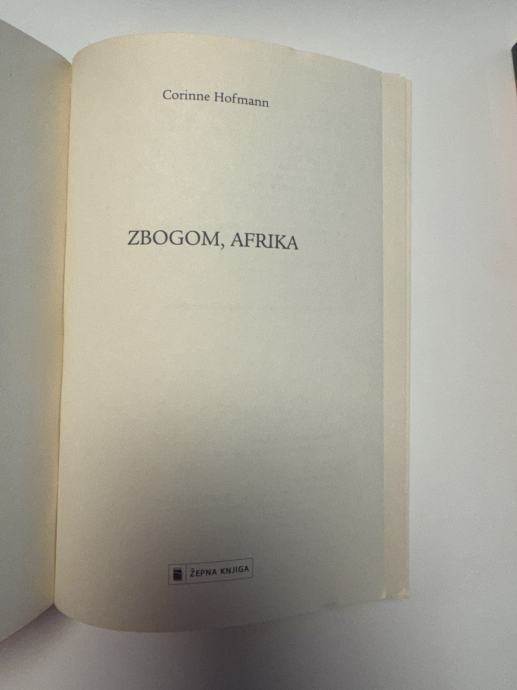 Corinne Hofmann
ZBOGOM, AFRIKA
ŽEPNA KNJIGA